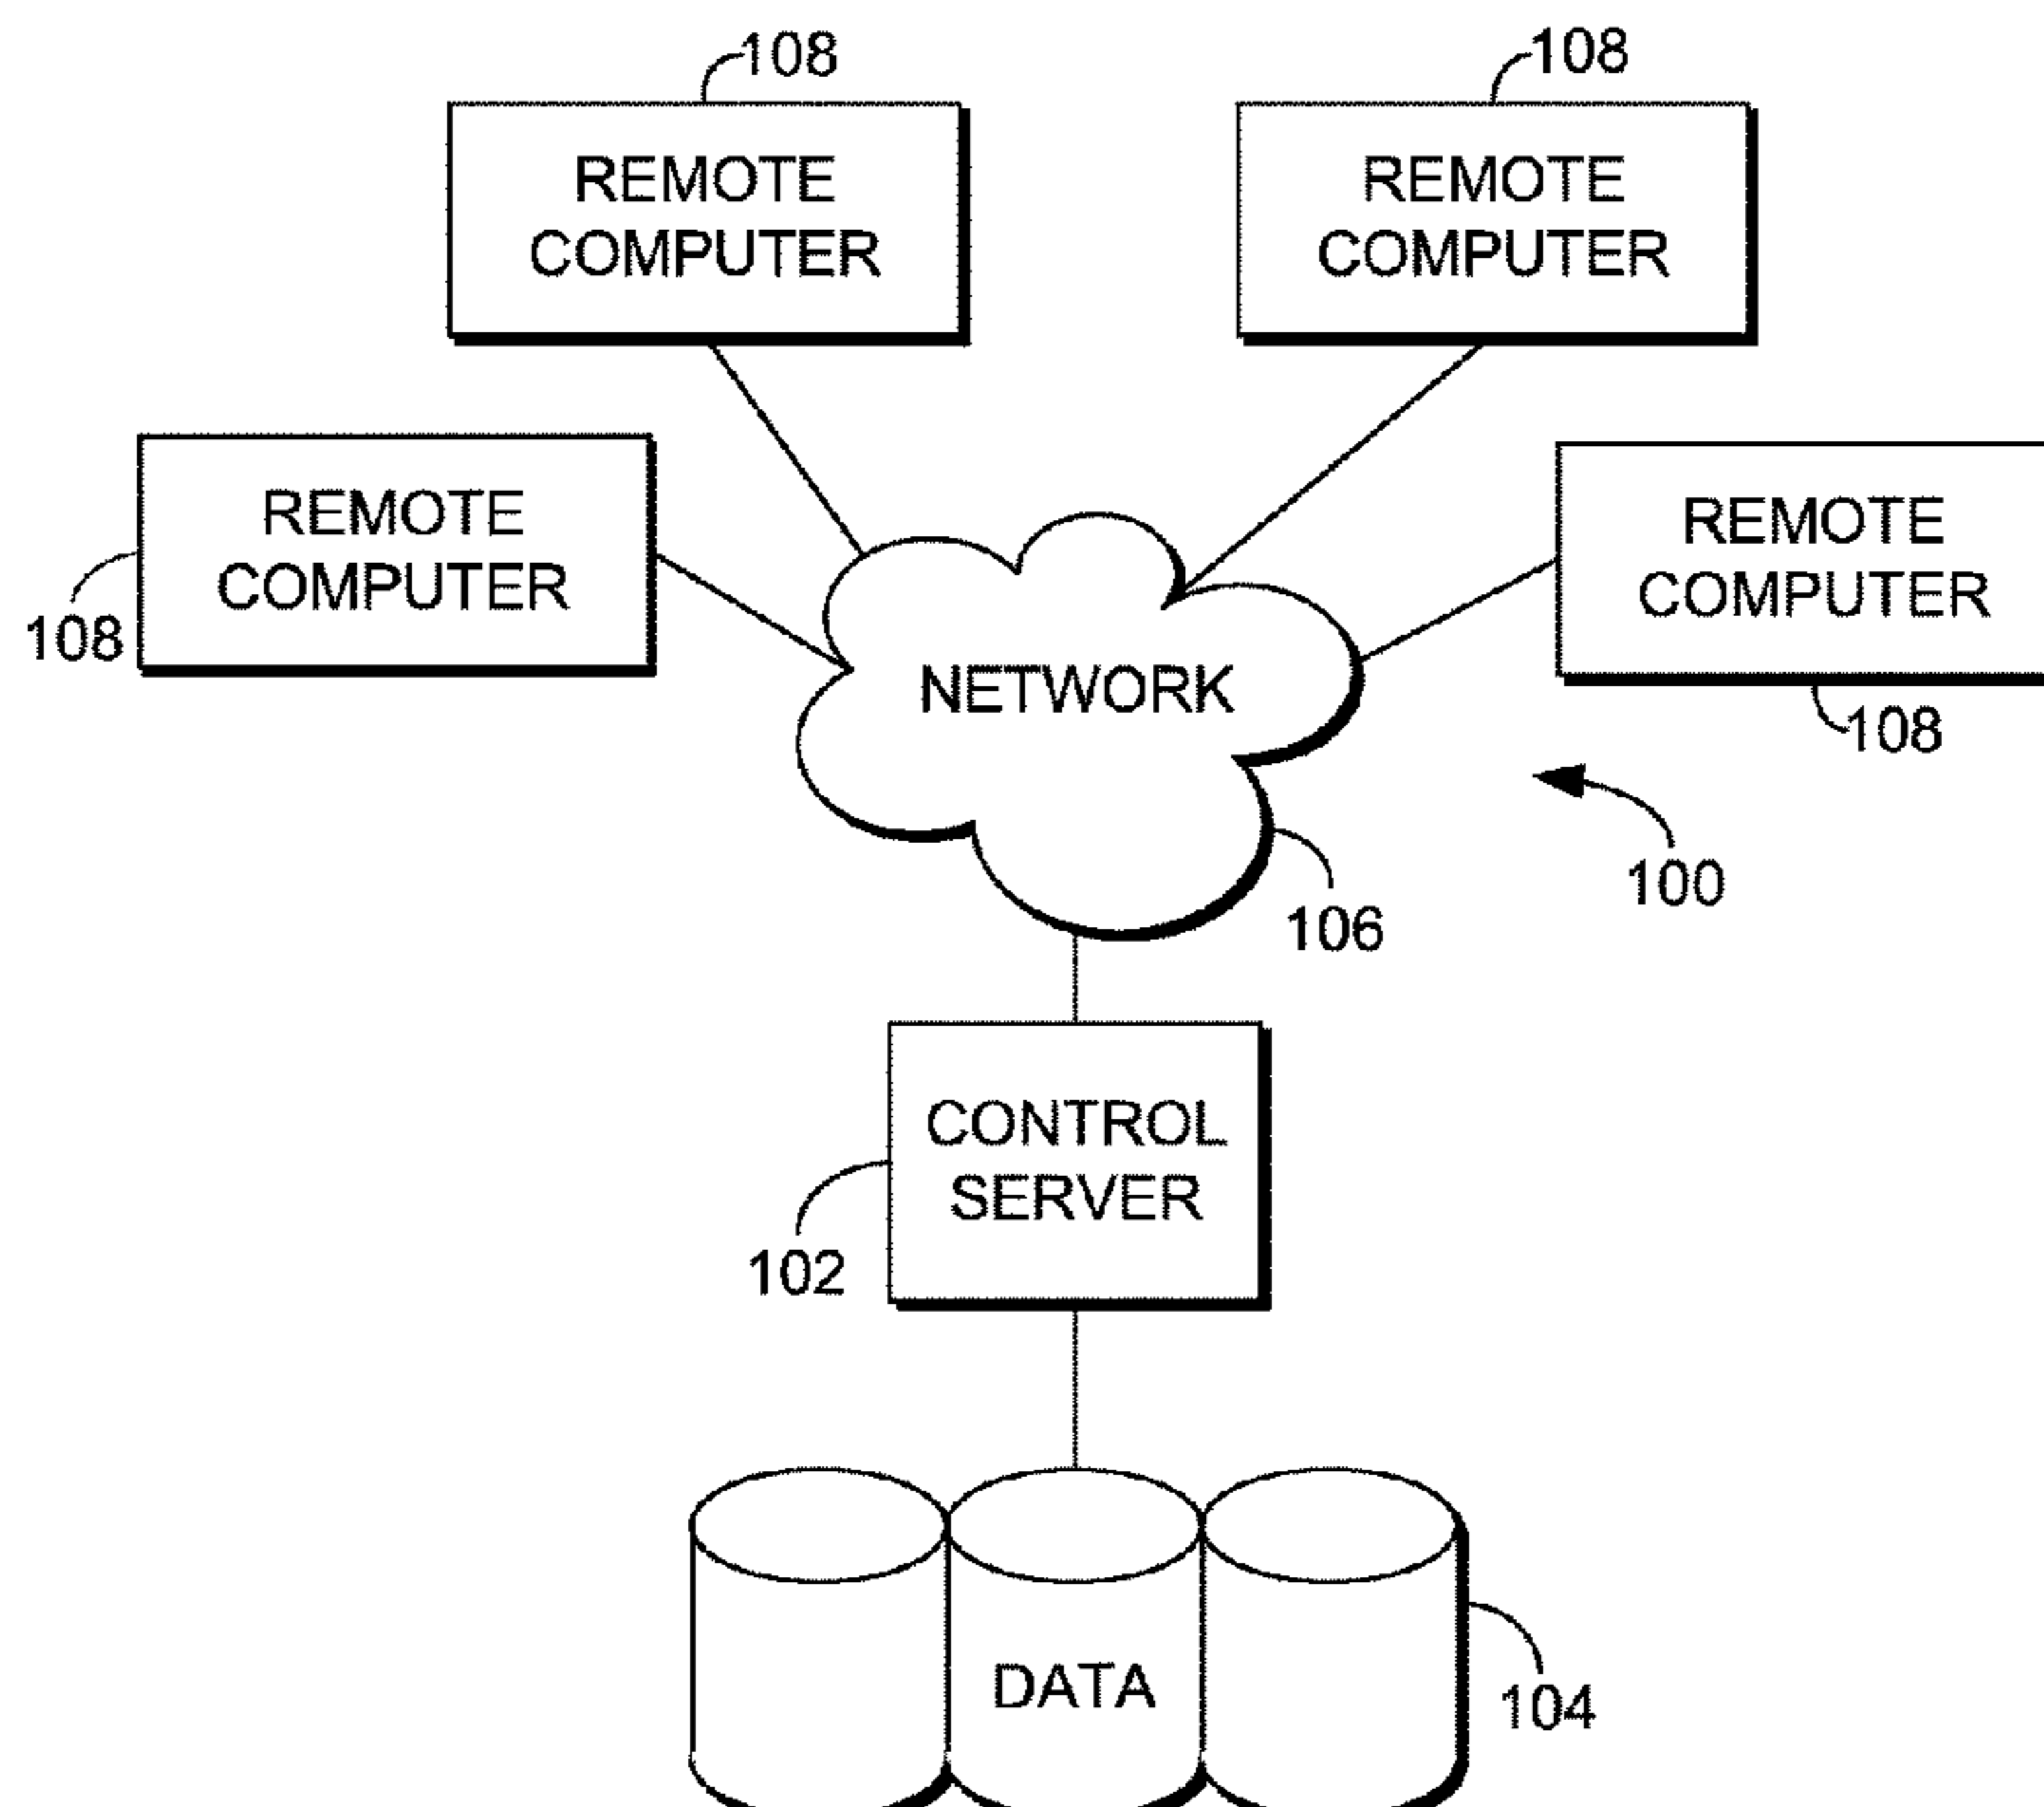 108
108
REMOTE
COMPUTER
REMOTE
COMPUTER
REMOTE
COMPUTER
REMOTE
COMPUTER
108
NETWORK
108
100
106
CONTROL
SERVER
102
DATA
104